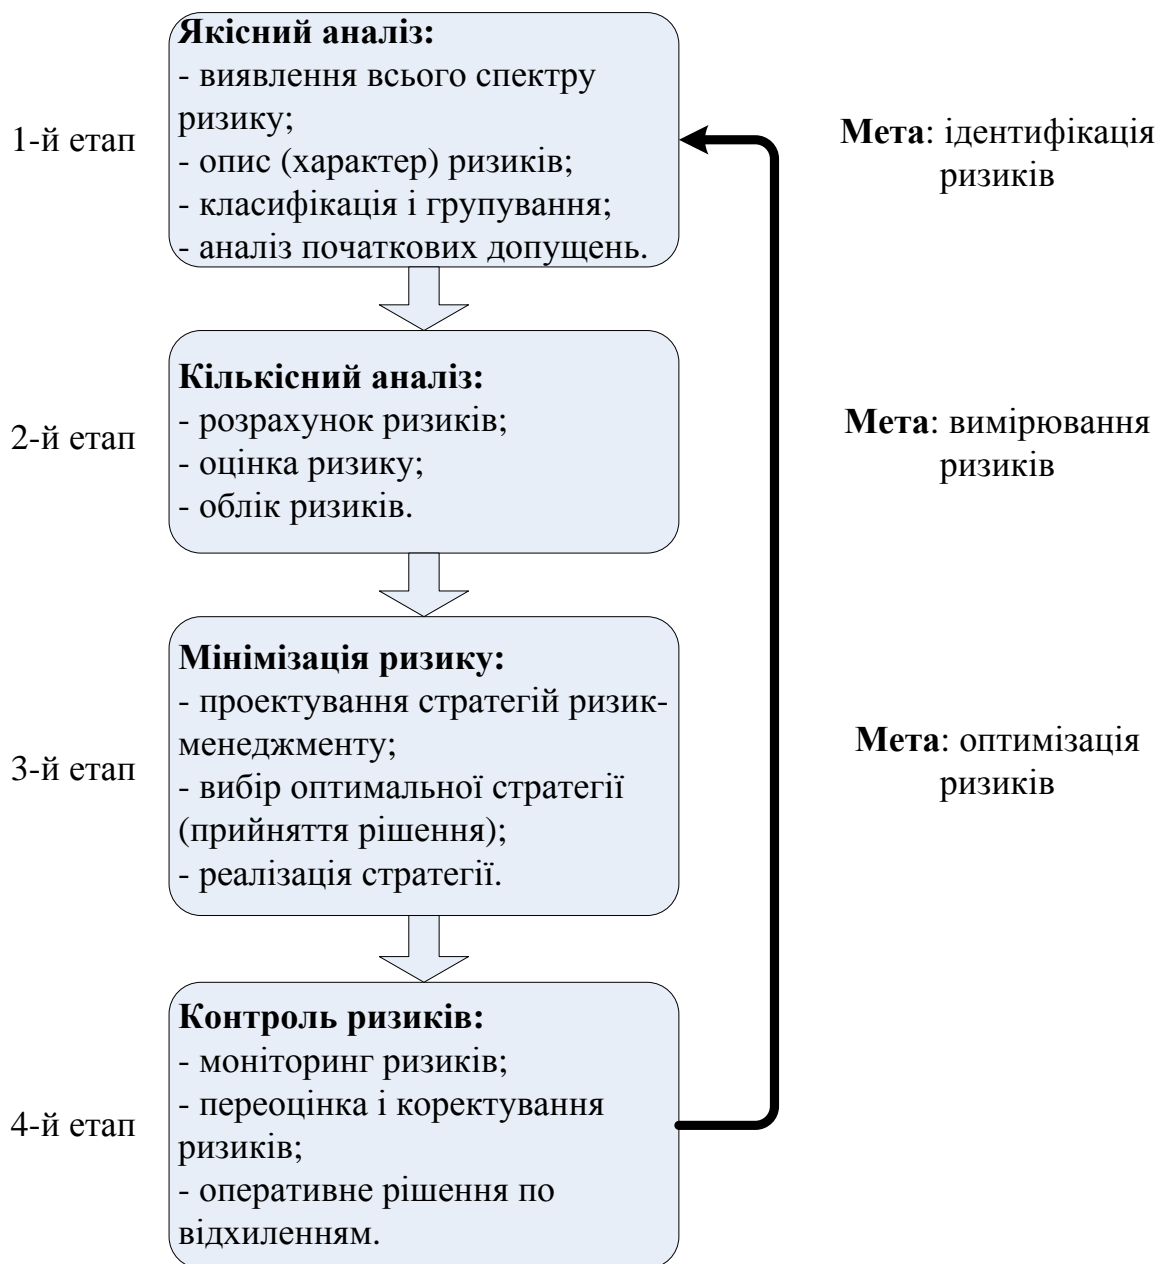 Якісний аналіз:
- виявлення всього спектру
ризику;
- опис (характер) ризиків;
- класифікація і групування;
- аналіз початкових допущень.
1-й етап
Мета: ідентифікація
ризиків
Кількісний аналіз:
- розрахунок ризиків;
- оцінка ризику;
- облік ризиків.
2-й етап
Мета: вимірювання
ризиків
Мінімізація ризику:
- проектування стратегій ризик-
менеджменту;
- вибір оптимальної стратегії
(прийняття рішення);
- реалізація стратегії.
3-й етап
Мета: оптимізація
ризиків
Контроль ризиків:
- моніторинг ризиків;
- переоцінка і коректування
ризиків;
- оперативне рішення по
відхиленням.
4-й етап